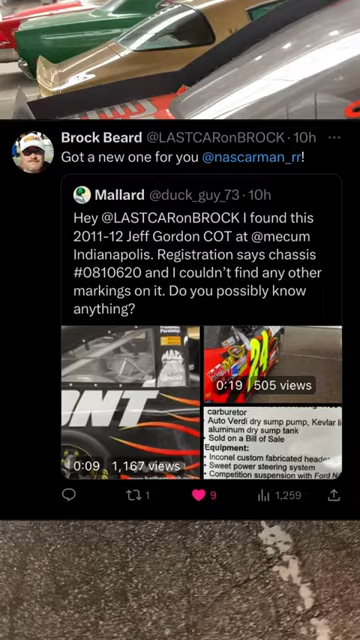 Brock Beard @LASTCARonBROCK · 10h ···
Got a new one for you @nascarman_rr!
Mallard @duck_guy_73 · 10h
Hey @LASTCARonBROCK I found this
2011-12 Jeff Gordon COT at @mecum
Indianapolis. Registration says chassis
#0810620 and I couldn't find any other
markings on it. Do you possibly know
anything?
ONT
24
0:09 1,167 views
0:19 505 views
carburetor
• Auto Verdi dry sump pump, Kevlar li
aluminum dry sump tank
• Sold on a Bill of Sale
Equipment:
• Inconel custom fabricated heade
• Sweet power steering system
• Competition suspension with Ford N
1 9 1,259